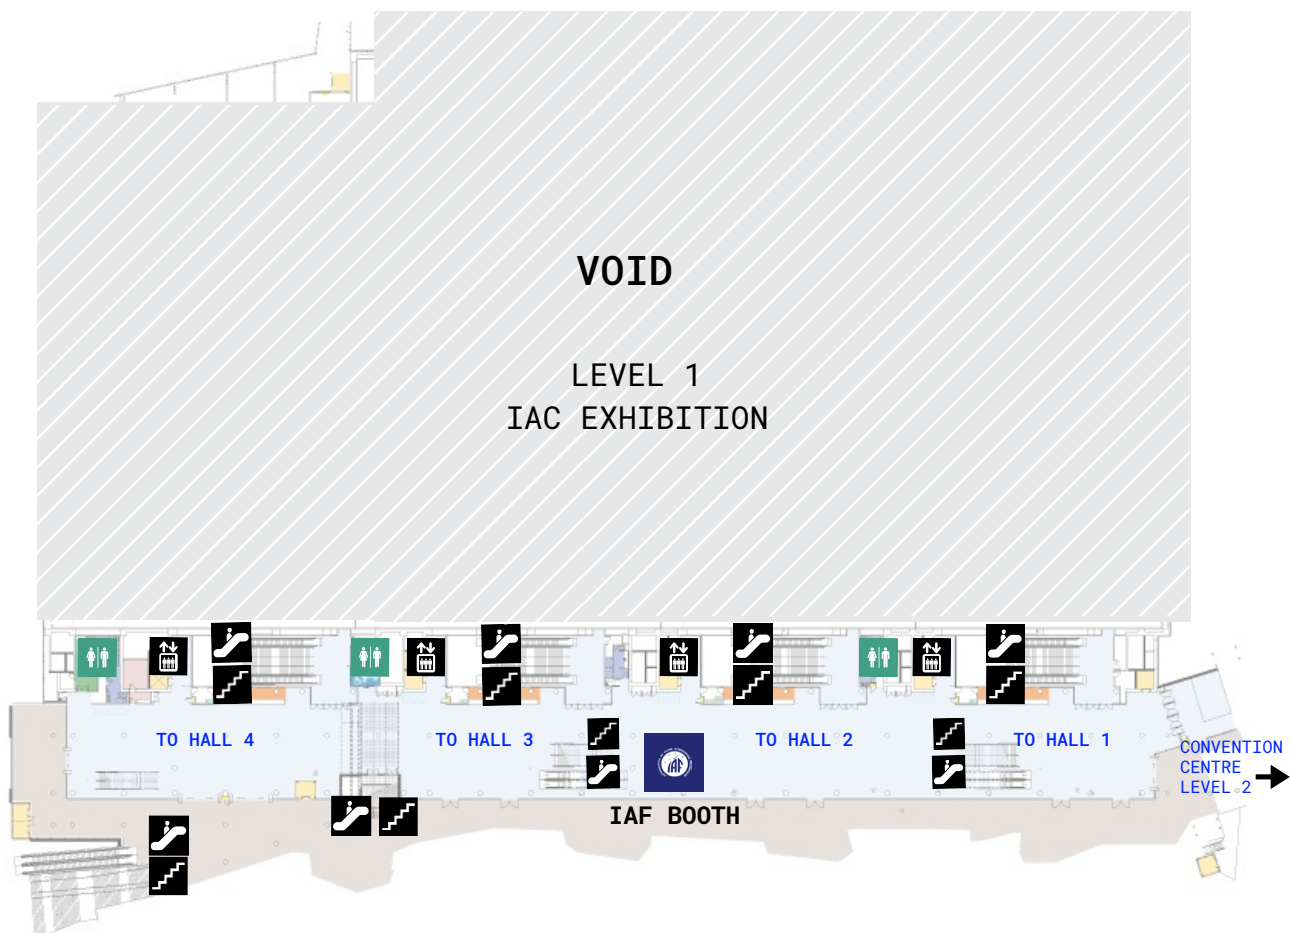 VOID
LEVEL 1
IAC EXHIBITION
TO HALL 4
TO HALL 3
TO HALL 2
TO HALL 1
CONVENTION
CENTRE
LEVEL 2
IAF
IAF BOOTH